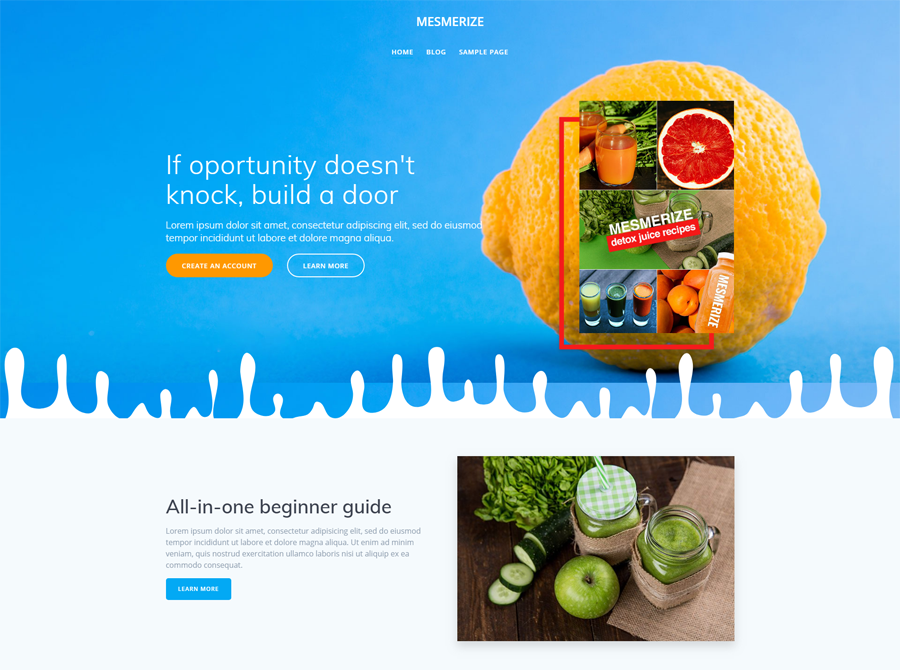 MESMERIZE
HOME BLOG SAMPLE PAGE
If oportunity doesn't
knock, build a door
Lorem ipsum dolor sit amet, consectetur adipiscing elit, sed do eiusmod
tempor incididunt ut labore et dolore magna aliqua.
CREATE AN ACCOUNT LEARN MORE
MESMERIZE
detox juice recipes
MESMERIZE
All-in-one beginner guide
Lorem ipsum dolor sit amet, consectetur adipisicing elit, sed do eiusmod
tempor incididunt ut labore et dolore magna aliqua. Ut enim ad minim
veniam, quis nostrud exercitation ullamco laboris nisi ut aliquip ex ea
commodo consequat.
LEARN MORE